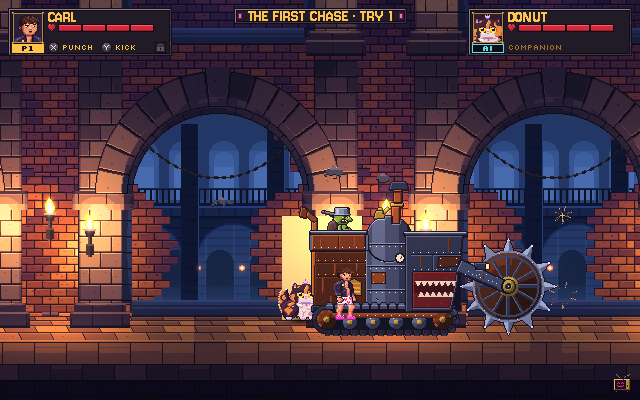 CARL
THE FIRST CHASE · TRY 1
DONUT
P1
X PUNCH Y KICK
AI
COMPANION